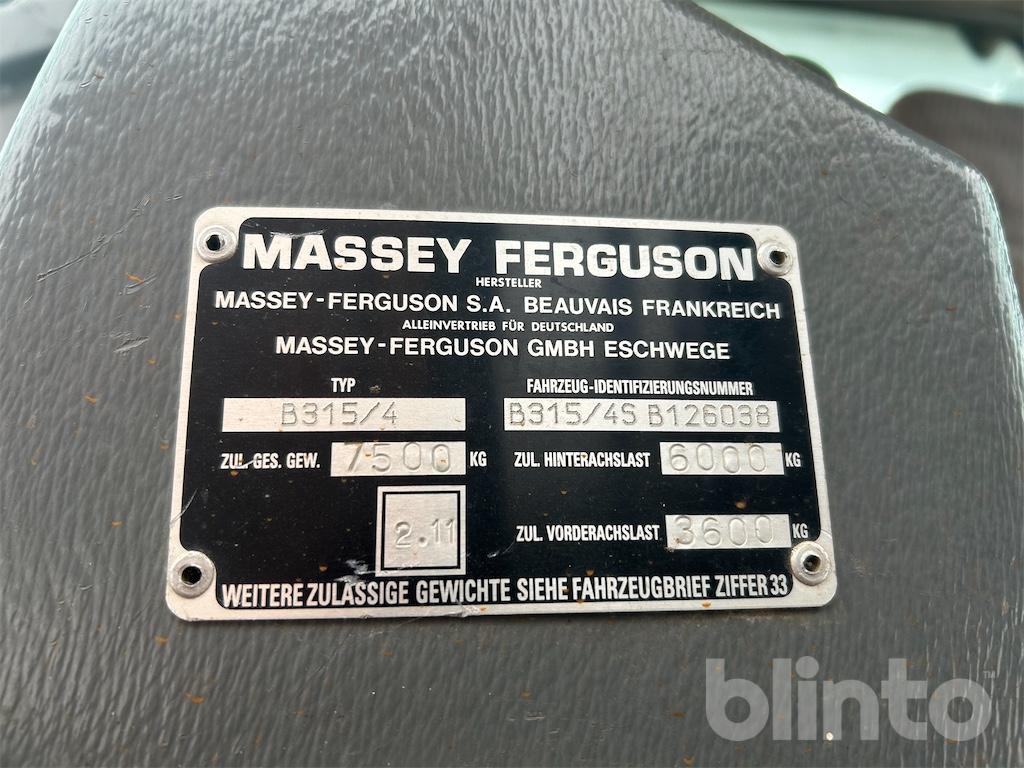 MASSEY FERGUSON
HERSTELLER
MASSEY-FERGUSON S.A. BEAUVAIS FRANKREICH
ALLEINVERTRIEB FÜR DEUTSCHLAND
MASSEY-FERGUSON GMBH ESCHWEGE
TYP FAHRZEUG-IDENTIFIZIERUNGSNUMMER
B315/4 B315/4S B126038
ZUL. GES. GEW. 7500 KG ZUL. HINTERACHSLAST 6000 KG
2.11 ZUL. VORDERACHSLAST 3600 KG
WEITERE ZULÄSSIGE GEWICHTE SIEHE FAHRZEUGBRIEF ZIFFER 33
blinto™